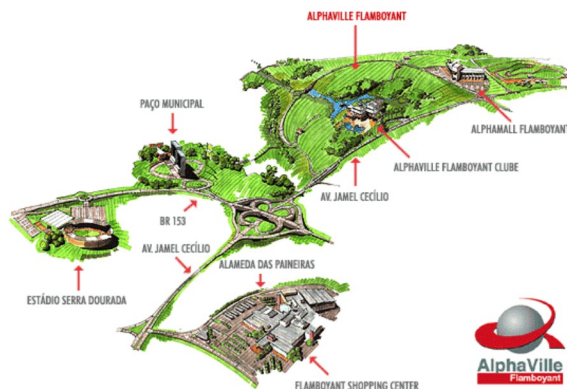 ALPHAVILLE FLAMBOYANT
PAÇO MUNICIPAL
ALPHAMALL FLAMBOYANT
ALPHAVILLE FLAMBOYANT CLUBE
AV. JAMEL CECÍLIO
BR 153
AV. JAMEL CECÍLIO
ALAMEDA DAS PAINEIRAS
ESTÁDIO SERRA DOURADA
FLAMBOYANT SHOPPING CENTER
AlphaVille
Flamboyant